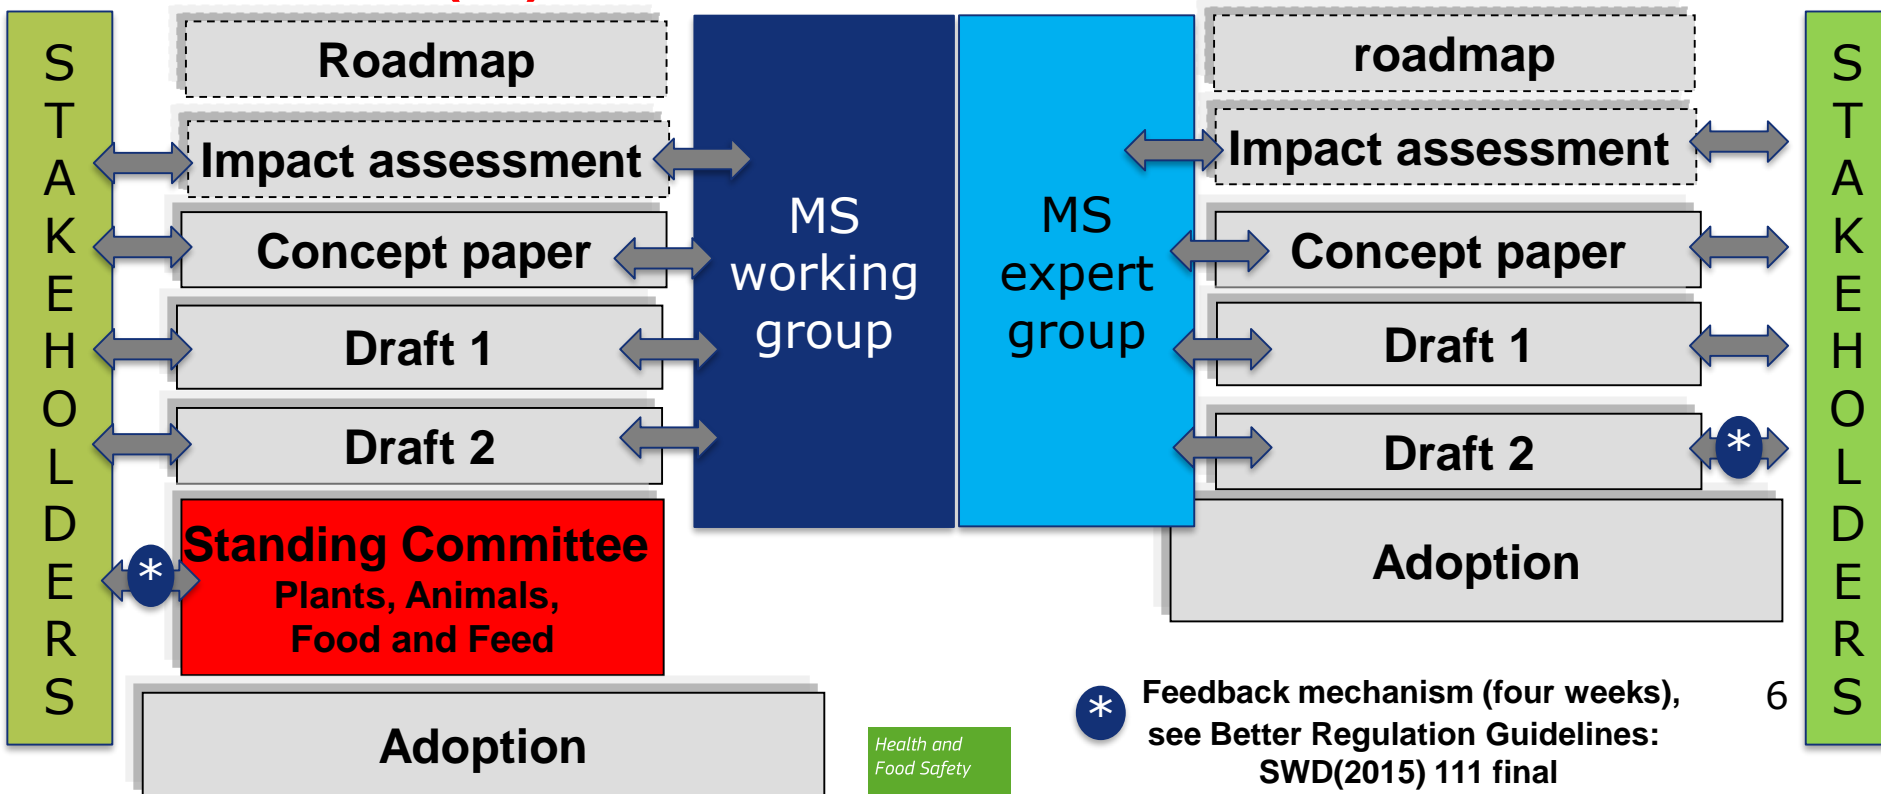 S
T
A
K
E
H
O
L
D
E
R
S
Roadmap
Impact assessment
Concept paper
Draft 1
Draft 2
Standing Committee
Plants, Animals,
Food and Feed
Adoption
*
MS
working
group
MS
expert
group
roadmap
Impact assessment
Concept paper
Draft 1
Draft 2
*
Adoption
S
T
A
K
E
H
O
L
D
E
R
S
Health and
Food Safety
*
Feedback mechanism (four weeks),
see Better Regulation Guidelines:
SWD(2015) 111 final
6